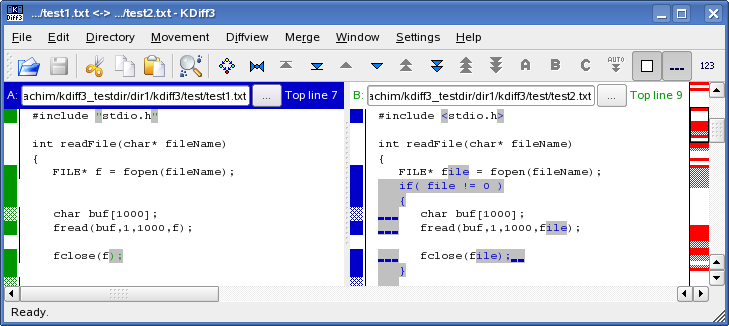 .../test1.txt <-> .../test2.txt - KDiff3
File Edit Directory Movement Diffview Merge Window Settings Help
A B C AUTO 123
A: achim/kdiff3_testdir/dir1/kdiff3/test/test1.txt ... Top line 7
#include "stdio.h"
int readFile(char* fileName)
{
FILE* f = fopen(fileName);
char buf[1000];
fread(buf,1,1000,f);
fclose(f);
B: achim/kdiff3_testdir/dir1/kdiff3/test/test2.txt ... Top line 9
#include <stdio.h>
int readFile(char* fileName)
{
FILE* file = fopen(fileName);
if( file != 0 )
{
char buf[1000];
fread(buf,1,1000,file);
fclose(file);
}
Ready.